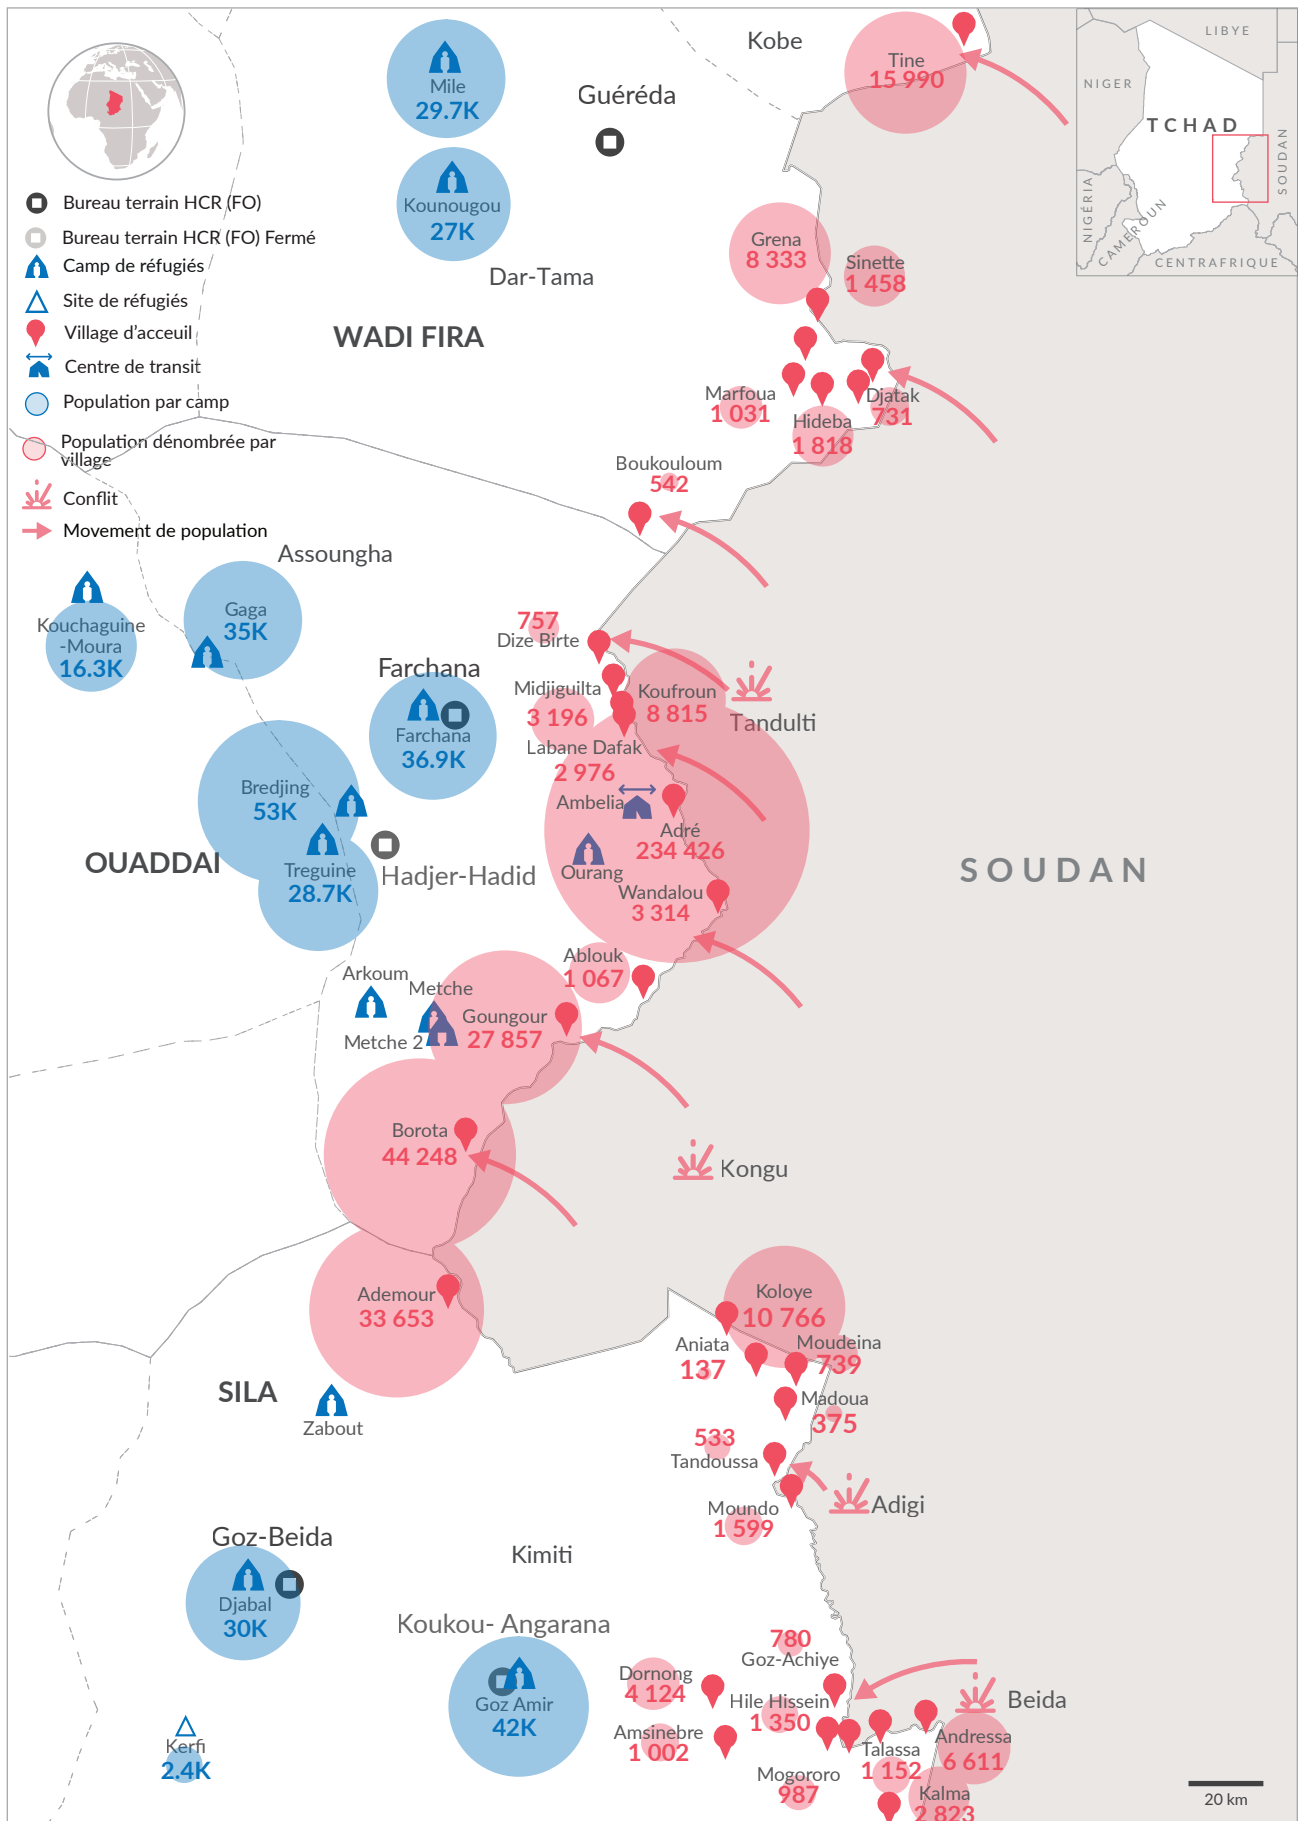 Kobe
Tine
15 990
Mile
29.7K
Guéréda
Kounougou
27K
Dar-Tama
WADI FIRA
LIBYE
NIGER
TCHAD
SOUDAN
NIGÉRIA
CAMEROUN
CENTRAFRIQUE
Bureau terrain HCR (FO)
Bureau terrain HCR (FO) Fermé
Camp de réfugiés
Site de réfugiés
Village d'acceuil
Centre de transit
Population par camp
Population dénombrée par
village
Conflit
Movement de population
Grena
8 333
Sinette
1 458
Marfoua
1 031
Djatak
731
Hideba
1 818
Boukouloum
542
Assoungha
Kouchaguine
-Moura
16.3K
Gaga
35K
757
Dize Birte
Farchana
Farchana
36.9K
Midjiguilta
3 196
Koufroun
8 815
Tandulti
Labane Dafak
2 976
Ambelia
Adré
234 426
Ourang
Wandalou
3 314
Bredjing
53K
Treguine
28.7K
OUADDAI
Hadjer-Hadid
SOUDAN
Ablouk
1 067
Arkoum
Metche
Metche 2
Goungour
27 857
Borota
44 248
Kongu
Ademour
33 653
Koloye
10 766
Aniata
137
Moudeina
739
Madoua
375
SILA
Zabout
533
Tandoussa
Moundo
1 599
Adigi
Goz-Beida
Djabal
30K
Kimiti
Koukou- Angarana
Goz Amir
42K
Kerfi
2.4K
780
Goz-Achiye
Dornong
4 124
Hile Hissein
1 350
Beida
Amsinebre
1 002
Andressa
6 611
Talassa
1 152
Mogororo
987
Kalma
2 823
20 km